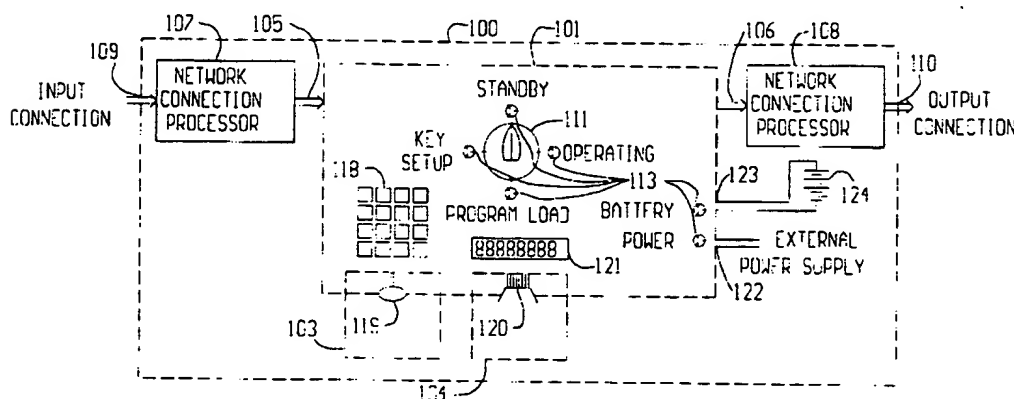 107 105 100 101 106 108
109 110
INPUT
CONNECTION
NETWORK
CONNECTION
PROCESSOR
STANDBY
111
KEY
SETUP
OPERATING
113
118
PROGRAM LOAD
BATTERY
POWER
88888888
121
NETWORK
CONNECTION
PROCESSOR
OUTPUT
CONNECTION
123
124
EXTERNAL
POWER SUPPLY
122
103
119
120
104